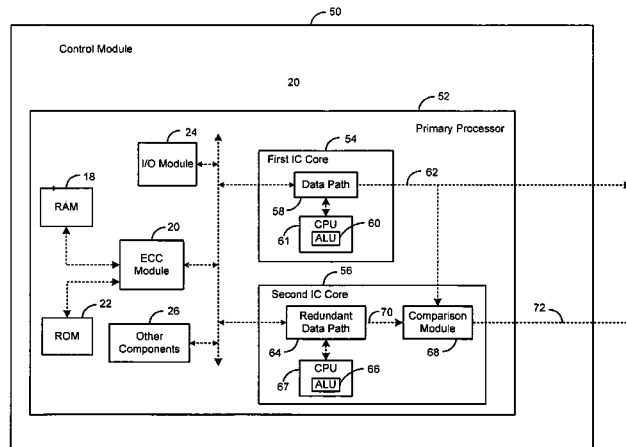 50
Control Module
20
52
Primary Processor
24
I/O Module
54
First IC Core
62
Data Path
58
CPU
ALU
60
61
18
RAM
20
ECC
Module
56
Second IC Core
22
ROM
26
Other
Components
Redundant
Data Path
64
70
Comparison
Module
68
72
CPU
ALU
66
67